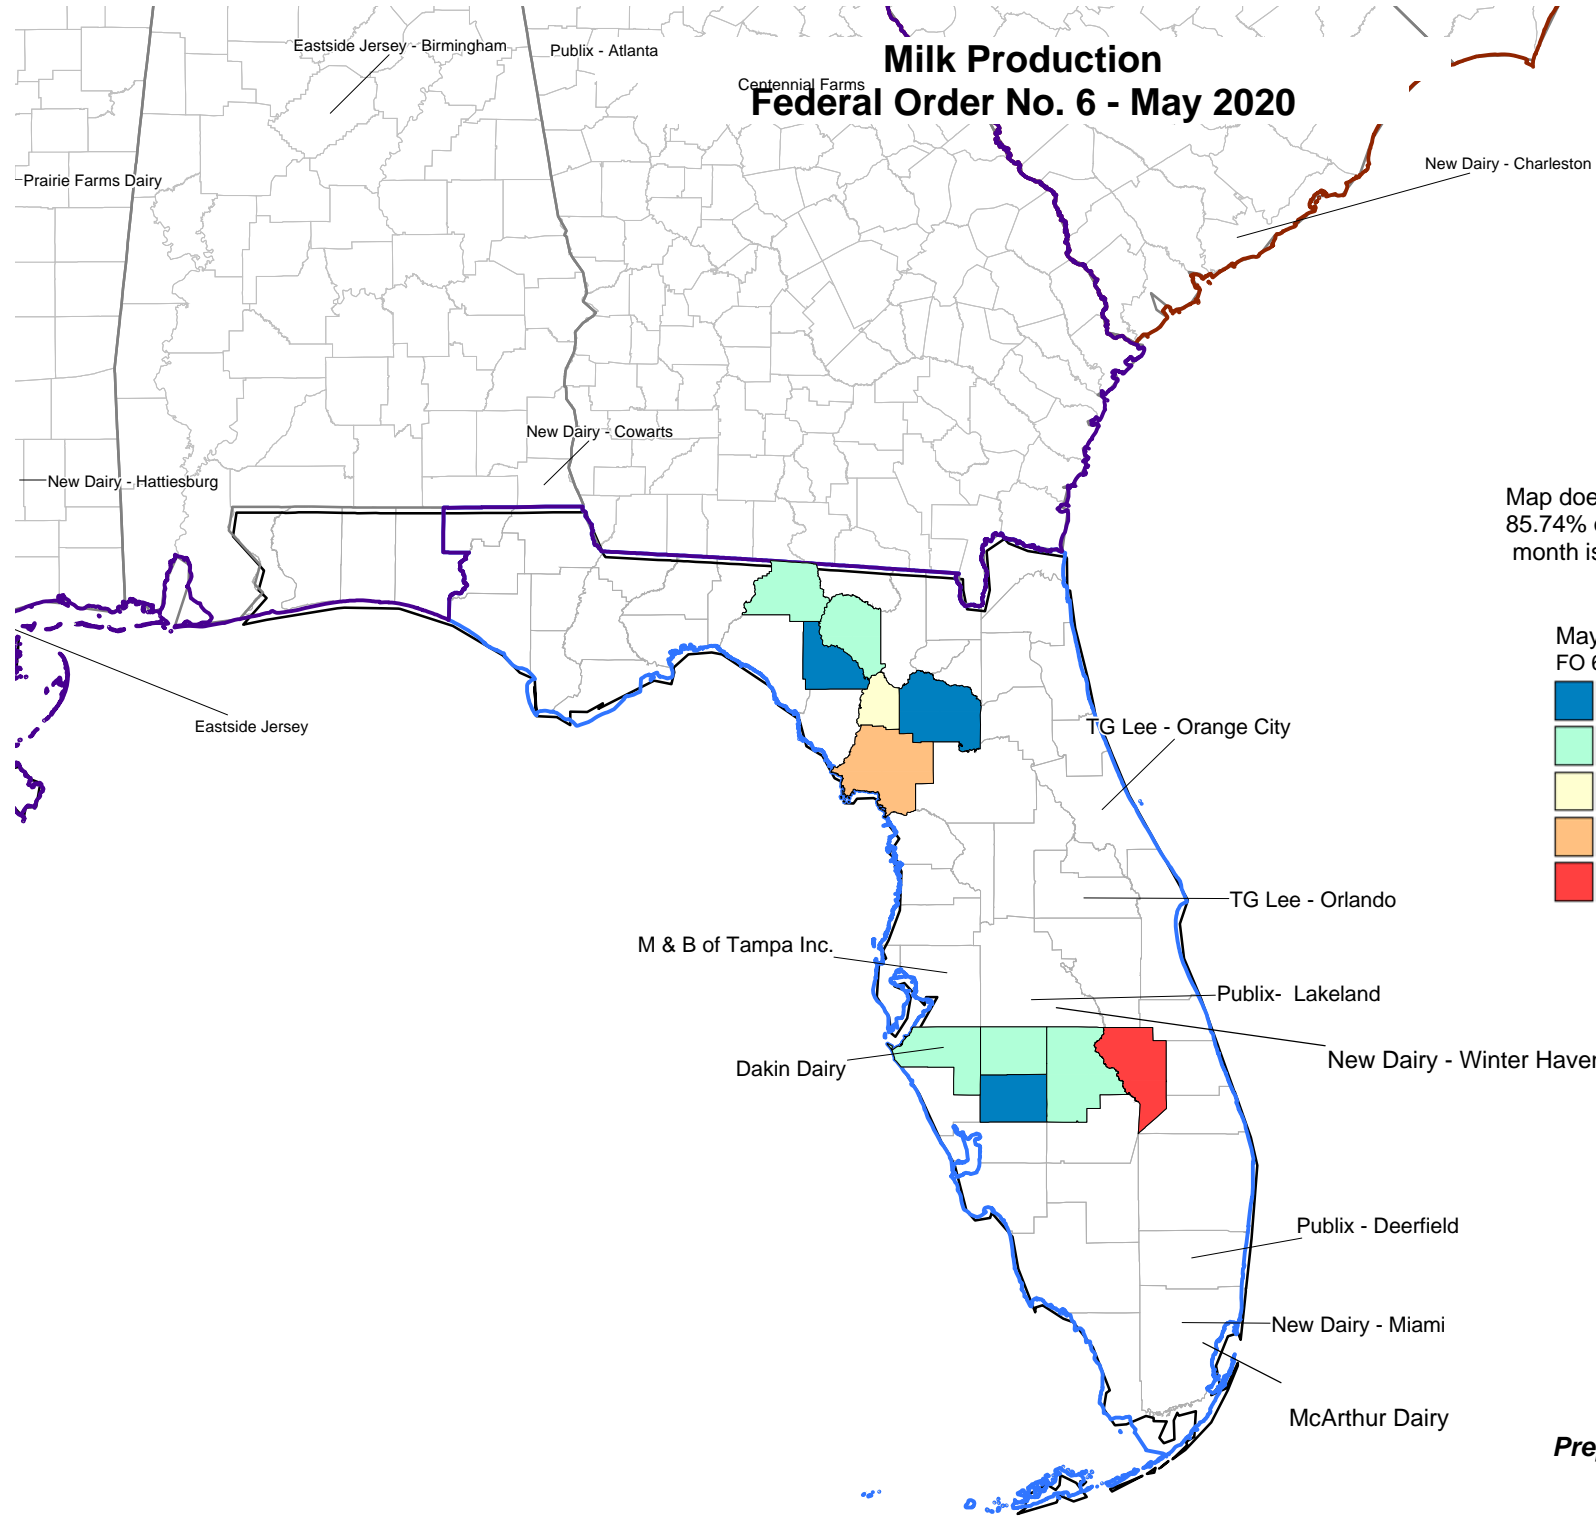 Eastside Jersey - Birmingham
Publix - Atlanta
Milk Production
Centennial Farms
Federal Order No. 6 - May 2020
New Dairy - Charleston
Prairie Farms Dairy
New Dairy - Cowarts
New Dairy - Hattiesburg
Map doe
85.74%
month is
May
FO 6
Eastside Jersey
TG Lee - Orange City
TG Lee - Orlando
M & B of Tampa Inc.
Publix-  Lakeland
Dakin Dairy
New Dairy - Winter Haven
Publix - Deerfield
New Dairy - Miami
McArthur Dairy
Pre